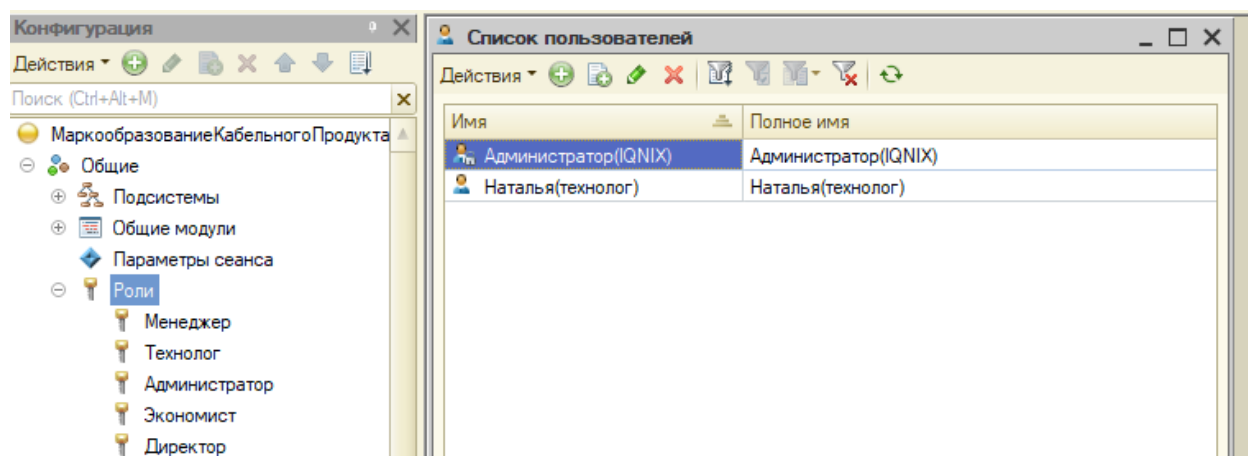 Конфигурация
Действия
Поиск (Ctrl+Alt+M)
МаркообразованиеКабельногоПродукта
Общие
Подсистемы
Общие модули
Параметры сеанса
Роли
Менеджер
Технолог
Администратор
Экономист
Директор
Список пользователей
Действия
Имя Полное имя
Администратор(IQNIX) Администратор(IQNIX)
Наталья(технолог) Наталья(технолог)